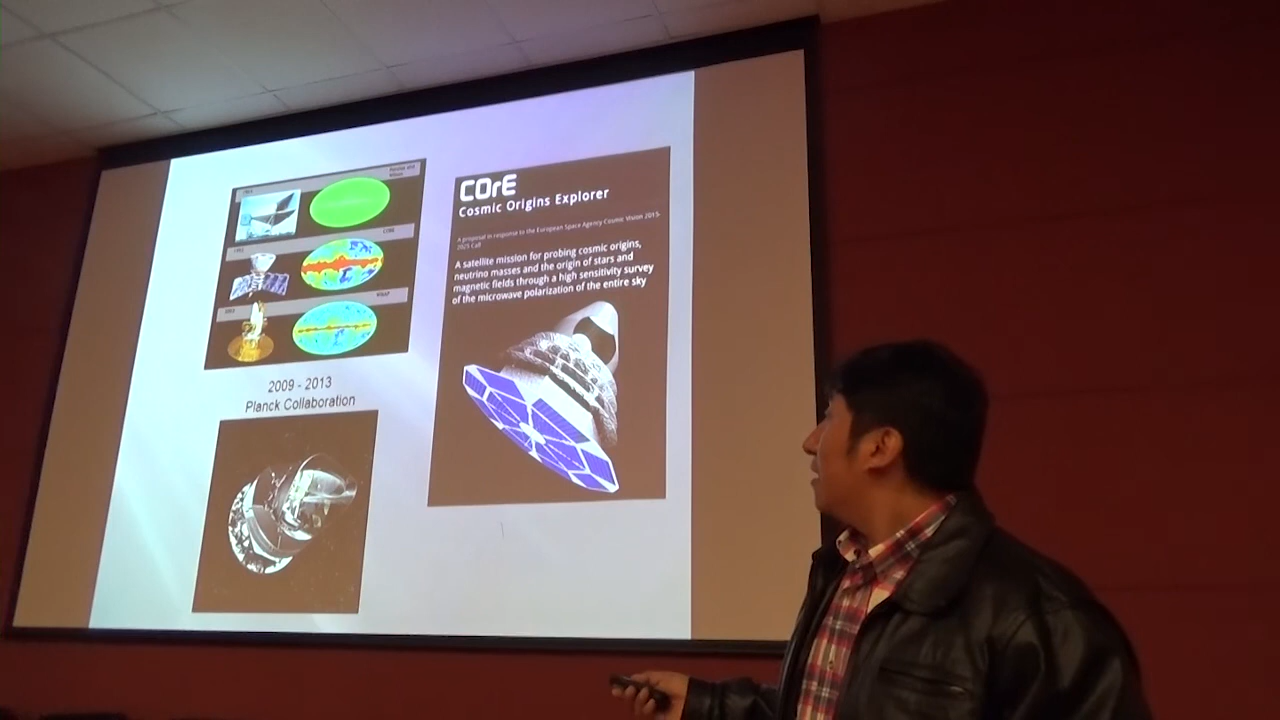 COBE
WMAP
2009 - 2013
Planck Collaboration
COrE
Cosmic Origins Explorer
A proposal in response to the European Space Agency Cosmic Vision 2015-
2025 Call
A satellite mission for probing cosmic origins,
neutrino masses and the origin of stars and
magnetic fields through a high sensitivity survey
of the microwave polarization of the entire sky